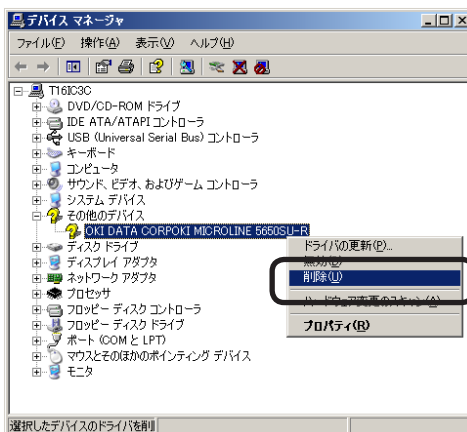 デバイス マネージャ
ファイル(F) 操作(A) 表示(V) ヘルプ(H)
T16IC3C
DVD/CD-ROM ドライブ
IDE ATA/ATAPI コントローラ
USB (Universal Serial Bus) コントローラ
キーボード
コンピュータ
サウンド、ビデオ、およびゲーム コントローラ
システム デバイス
その他のデバイス
OKI DATA CORPOKI MICROLINE 5650SU-R
ディスク ドライブ
ディスプレイ アダプタ
ネットワーク アダプタ
プロセッサ
フロッピー ディスク コントローラ
フロッピー ディスク ドライブ
ポート (COM と LPT)
マウスとそのほかのポインティング デバイス
モニタ
ドライバの更新(P)...
無効(D)
削除(U)
ハードウェア変更のスキャン(A)
プロパティ(R)
選択したデバイスのドライバを削